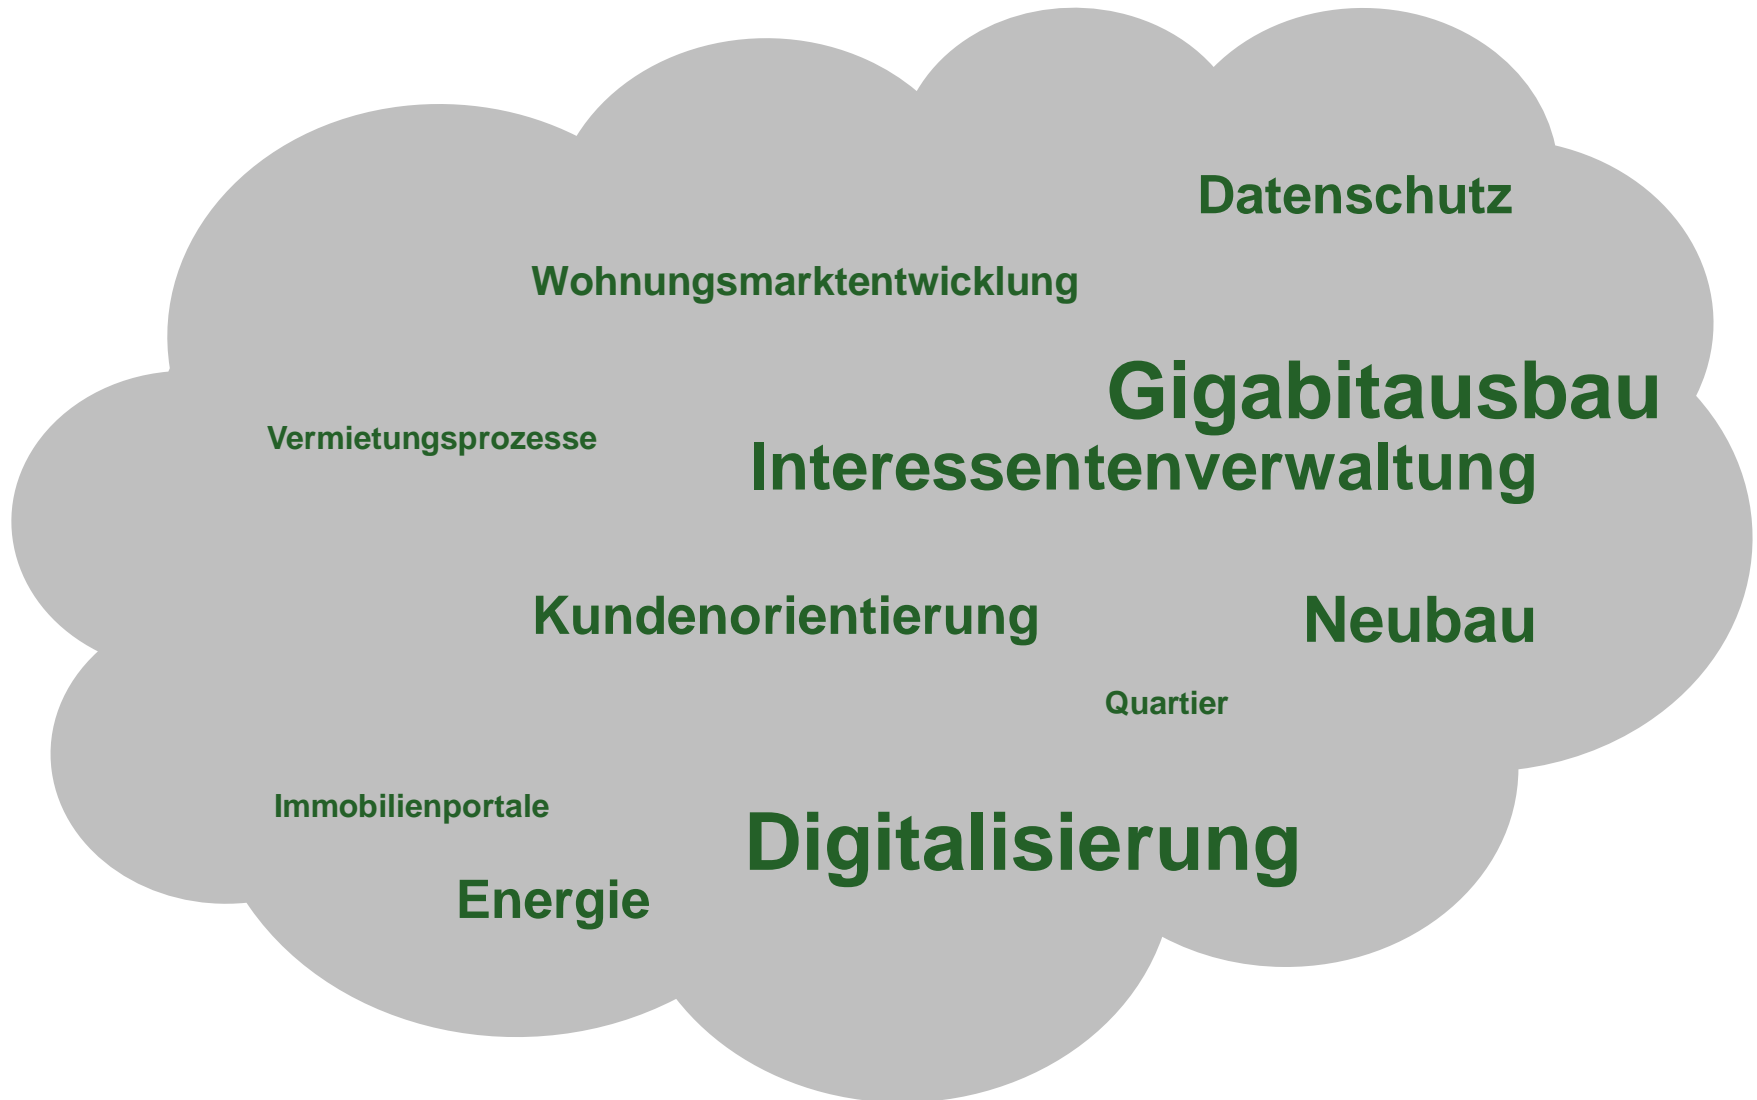 Datenschutz
Wohnungsmarktentwicklung
Gigabitausbau
Vermietungsprozesse
Interessentenverwaltung
Kundenorientierung
Neubau
Quartier
Immobilienportale
Digitalisierung
Energie